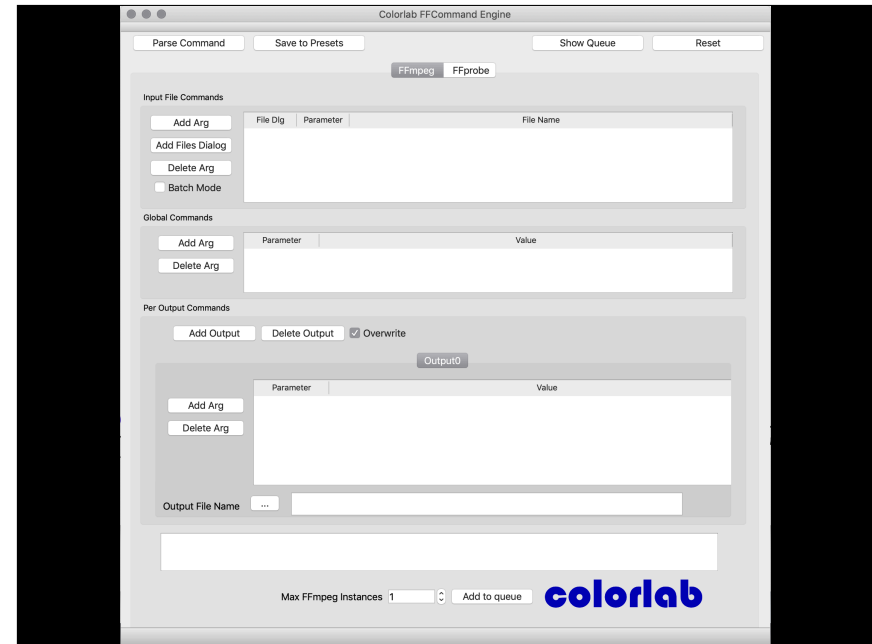 Colorlab FFCommand Engine
Parse Command Save to Presets Show Queue Reset
FFmpeg FFprobe
Input File Commands
Add Arg File Dlg Parameter File Name
Add Files Dialog
Delete Arg
Batch Mode
Global Commands
Add Arg Parameter Value
Delete Arg
Per Output Commands
Add Output Delete Output Overwrite
Output0
Parameter Value
Add Arg
Delete Arg
Output File Name ...
Max FFmpeg Instances 1 Add to queue colorlab